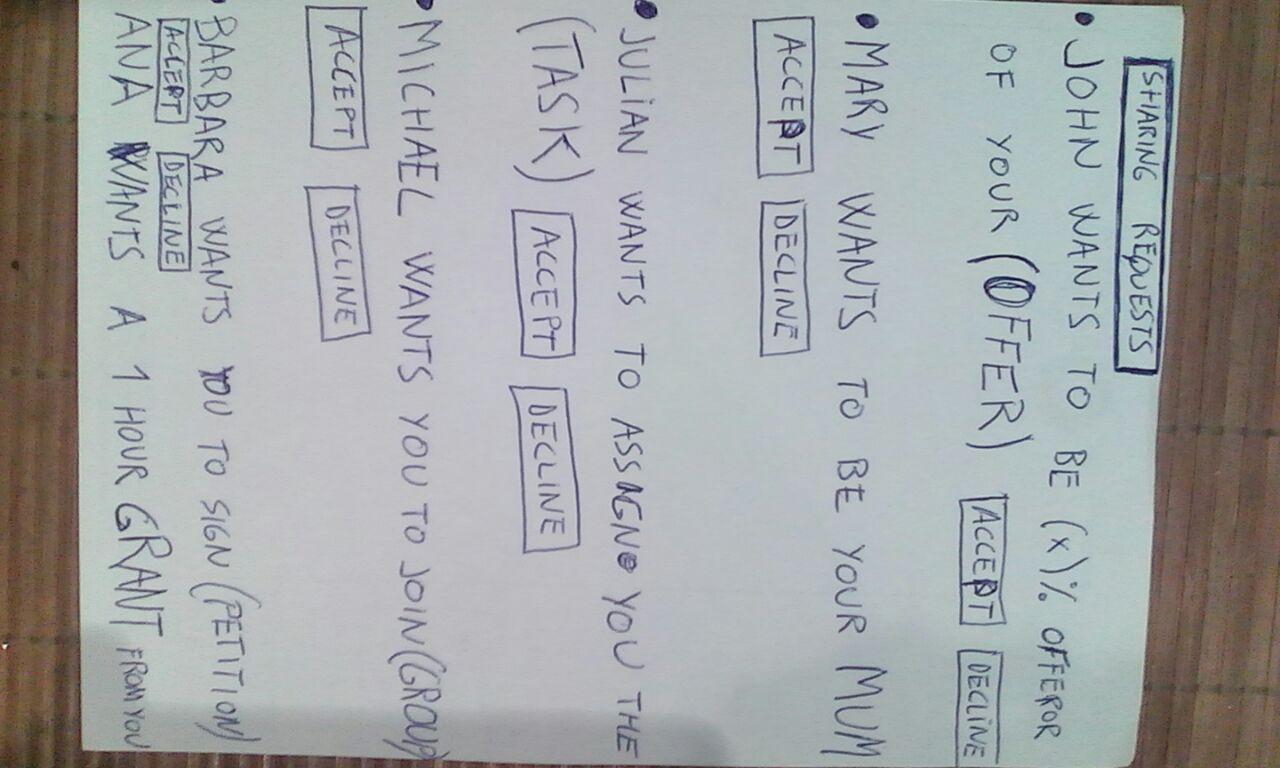 SHARING REQUESTS
• JOHN WANTS TO BE (X)% OFFEROR
OF YOUR (OFFER) ACCEPT DECLINE
• MARY WANTS TO BE YOUR MUM
ACCEPT DECLINE
• JULIAN WANTS TO ASSIGN YOU THE
(TASK) ACCEPT DECLINE
• MICHAEL WANTS YOU TO JOIN (GROUP)
ACCEPT DECLINE
• BARBARA WANTS YOU TO SIGN (PETITION)
ACCEPT DECLINE
ANA WANTS A 1 HOUR GRANT FROM YOU